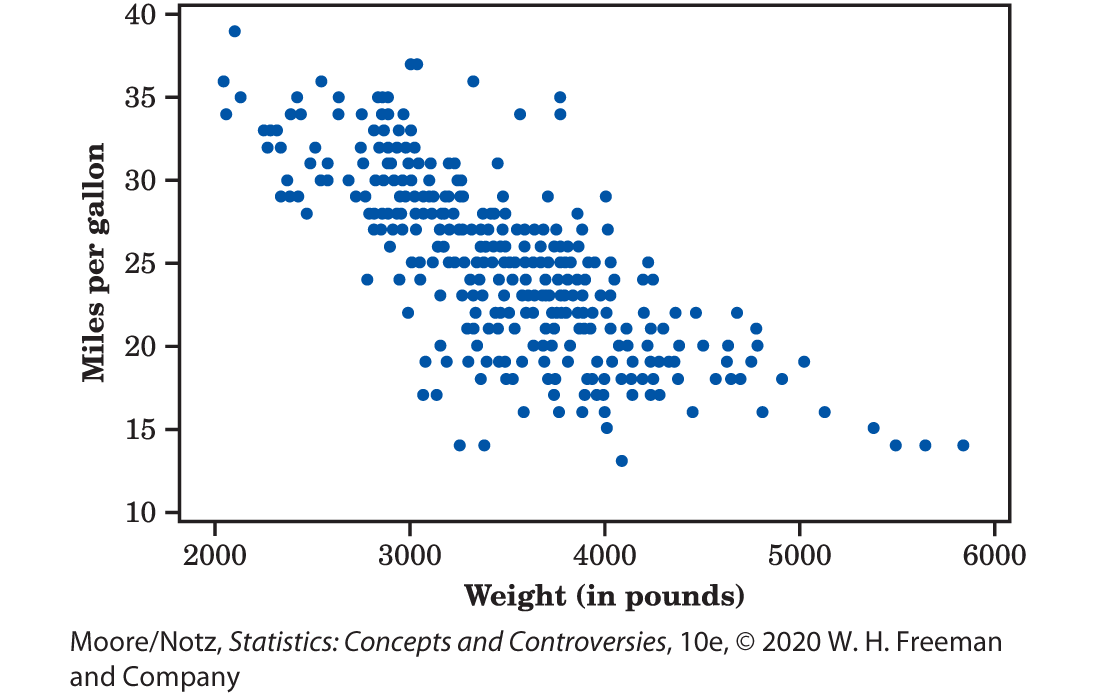 40
35
30
25
20
15
10
Miles per gallon
2000 3000 4000 5000 6000
Weight (in pounds)
Moore/Notz, Statistics: Concepts and Controversies, 10e, © 2020 W. H. Freeman
and Company